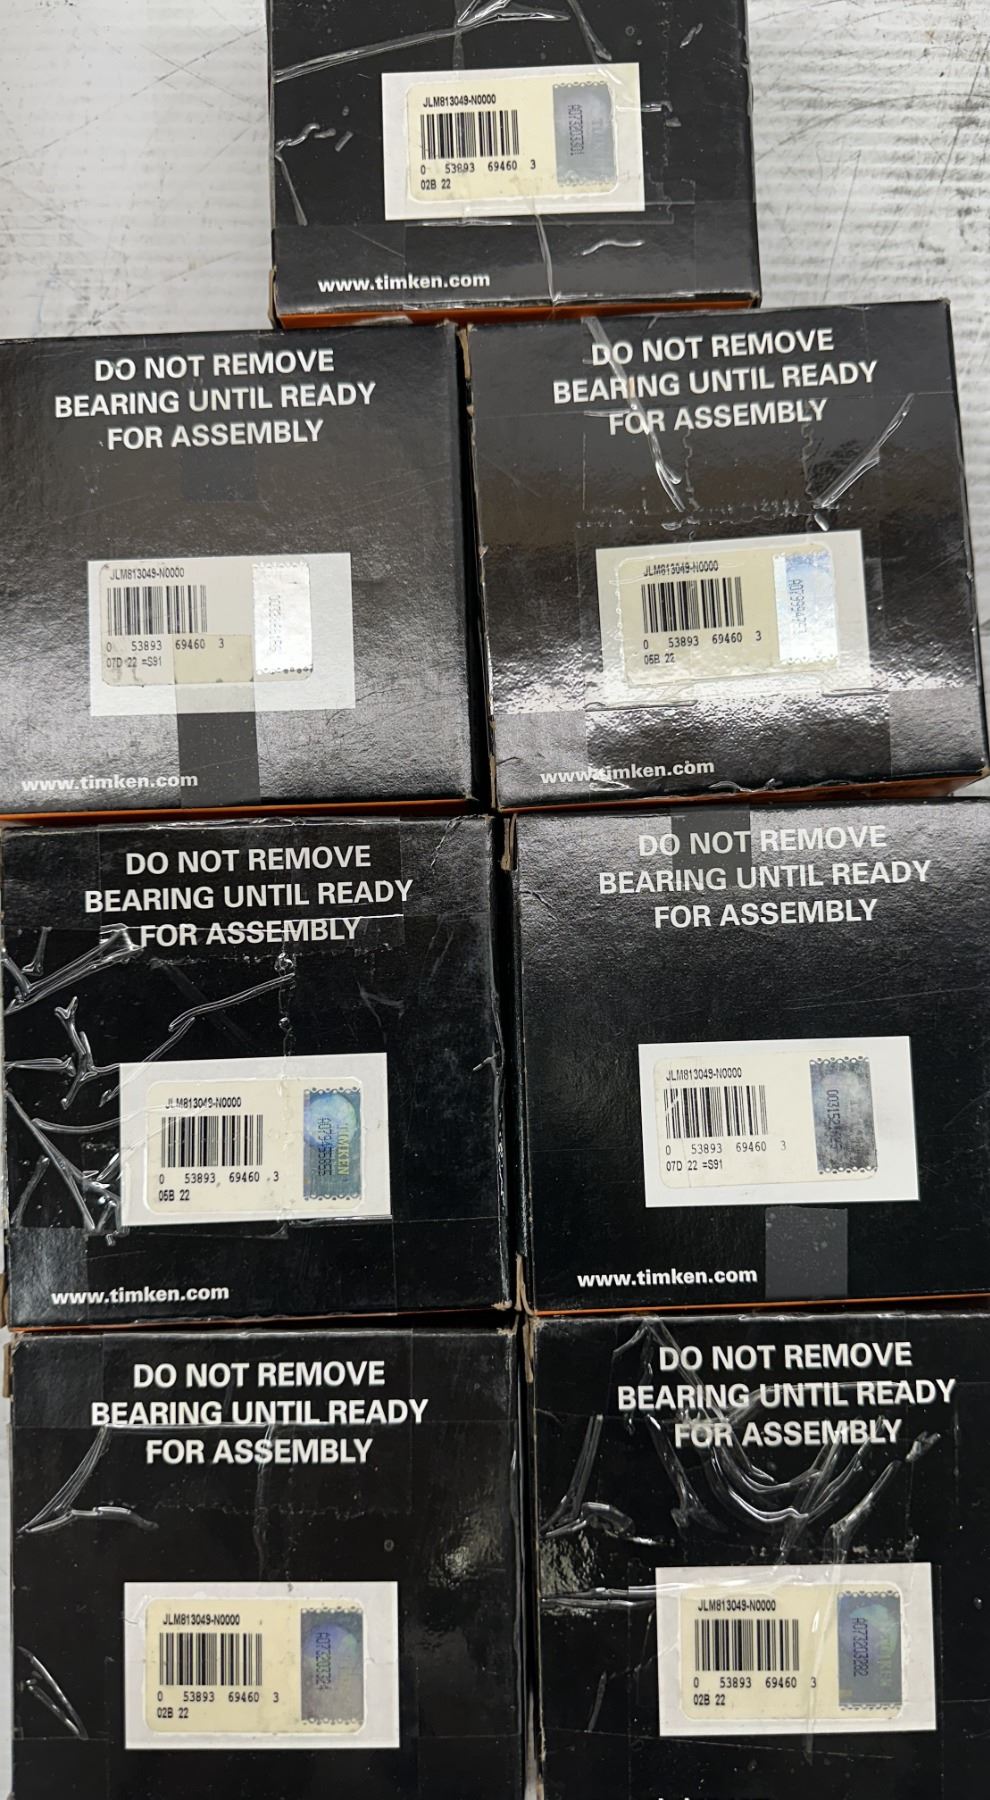 JLM813049-N0000
0 53893 69460 3
02B 22
www.timken.com
DO NOT REMOVE
BEARING UNTIL READY
FOR ASSEMBLY
JLM813049-N0000
0 53893 69460 3
07D 22 =S91
www.timken.com
DO NOT REMOVE
BEARING UNTIL READY
FOR ASSEMBLY
JLM813049-N0000
0 53893 69460 3
06B 22
www.timken.com
DO NOT REMOVE
BEARING UNTIL READY
FOR ASSEMBLY
JLM813049-N0000
0 53893 69460 3
06B 22
TIMKEN
www.timken.com
DO NOT REMOVE
BEARING UNTIL READY
FOR ASSEMBLY
JLM813049-N0000
0 53893 69460 3
07D 22 =S91
www.timken.com
DO NOT REMOVE
BEARING UNTIL READY
FOR ASSEMBLY
JLM813049-N0000
0 53893 69460 3
02B 22
DO NOT REMOVE
BEARING UNTIL READY
FOR ASSEMBLY
JLM813049-N0000
0 53893 69460 3
02B 22
A073203282